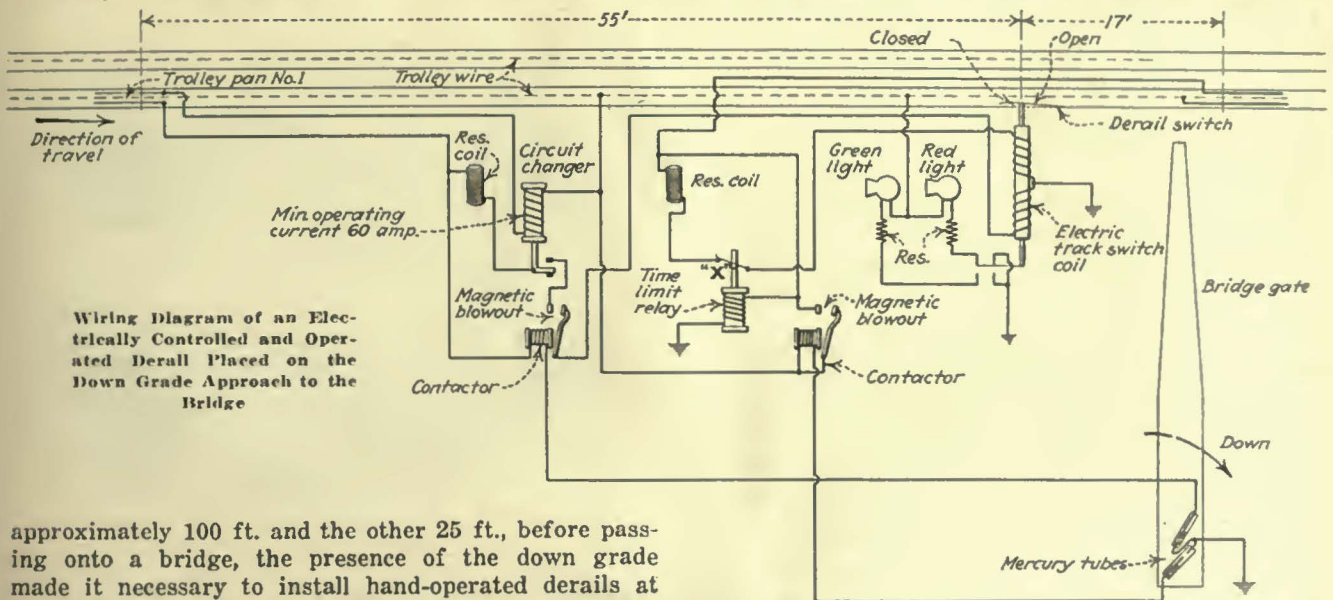 55'
17'
Closed
Open
Trolley pan No.1
Trolley wire
Direction of
travel
Derail switch
Res.
coil
Circuit
changer
Res. coil
Green
light
Red
light
Min. operating
current 60 amp.
"X"
Res.
Electric
track switch
coil
Time
limit
relay
Magnetic
blowout
Magnetic
blowout
Bridge gate
Contactor
Contactor
Wiring Diagram of an Elec-
trically Controlled and Oper-
ated Derall Placed on the
Down Grade Approach to the
Bridge
Down
Mercury tubes
approximately 100 ft. and the other 25 ft., before pass-
ing onto a bridge, the presence of the down grade
made it necessary to install hand-operated derails at